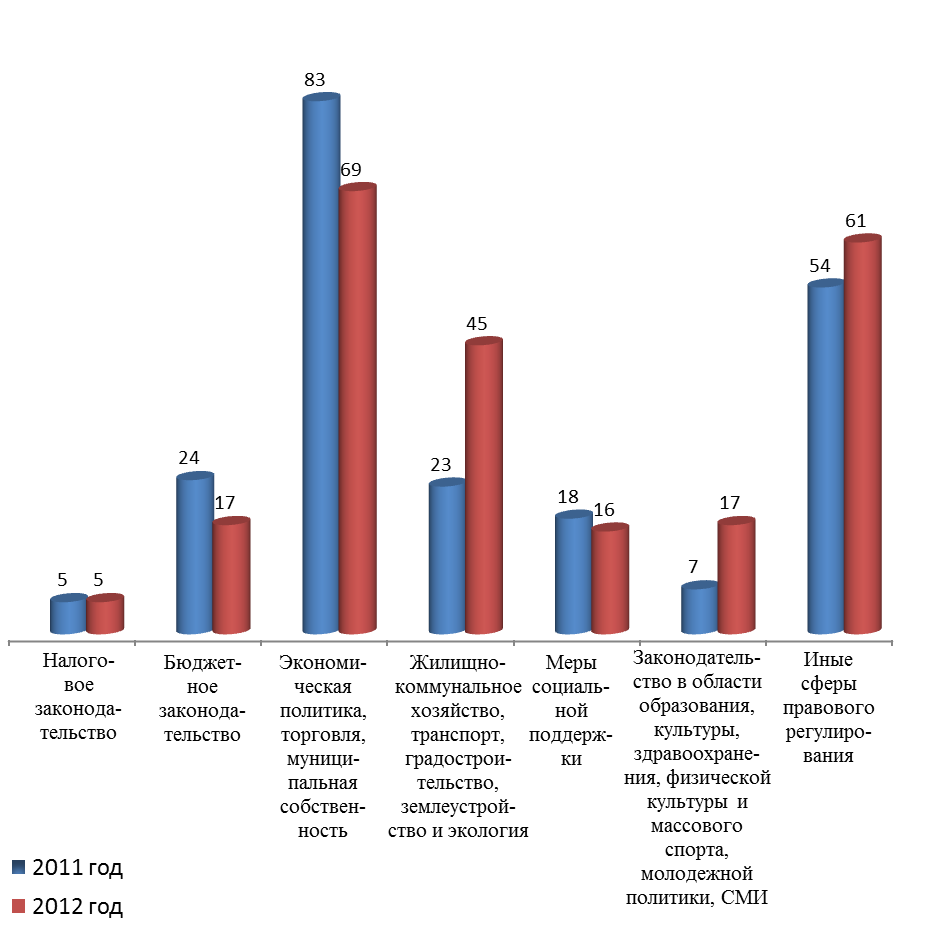 83
69
61
54
45
24
23
17
18
16
17
7
5
5
Налого-
вое
законода-
тельство
Бюджет-
ное
законода-
тельство
Экономи-
ческая
политика,
торговля,
муници-
пальная
собствен-
ность
Жилищно-
коммунальное
хозяйство,
транспорт,
градострои-
тельство,
землеустрой-
ство и экология
Меры
социаль-
ной
поддерж-
ки
Законодатель-
ство в области
образования,
культуры,
здравоохране-
ния, физической
культуры и
массового
спорта,
молодежной
политики, СМИ
Иные
сферы
правового
регулиро-
вания
2011 год
2012 год